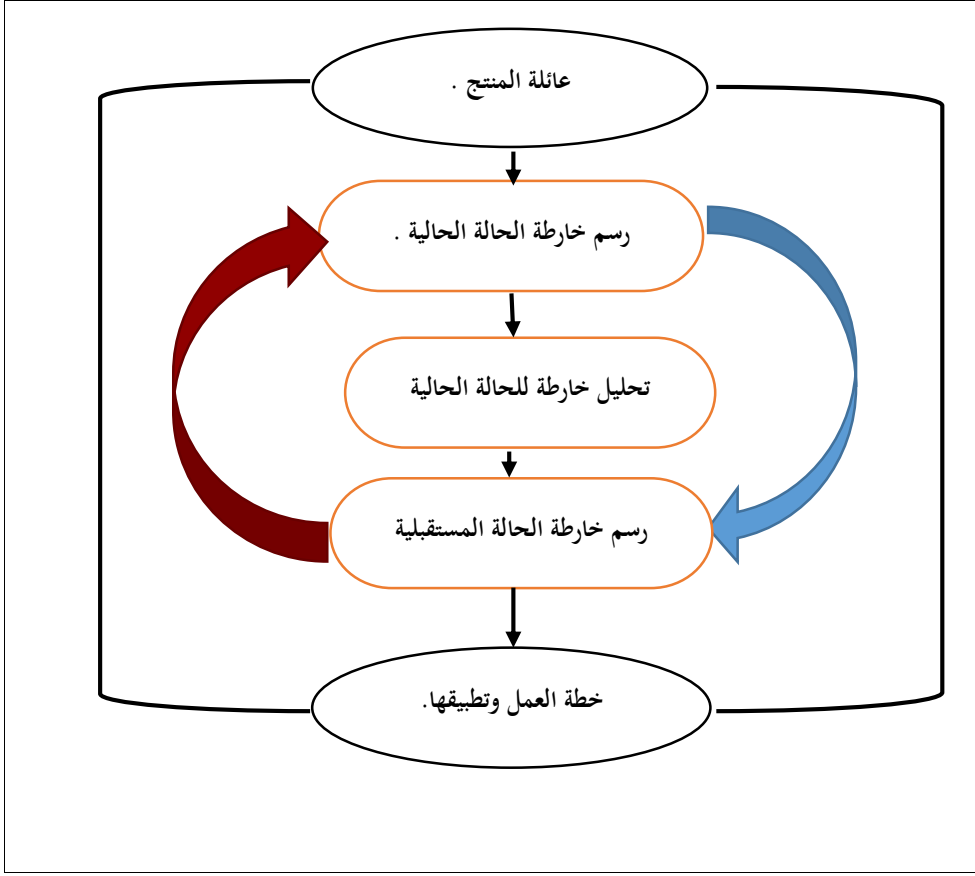 عائلة المنتج .
رسم خارطة الحالة الحالية .
تحليل خارطة للحالة الحالية
رسم خارطة الحالة المستقبلية
خطة العمل وتطبيقها.